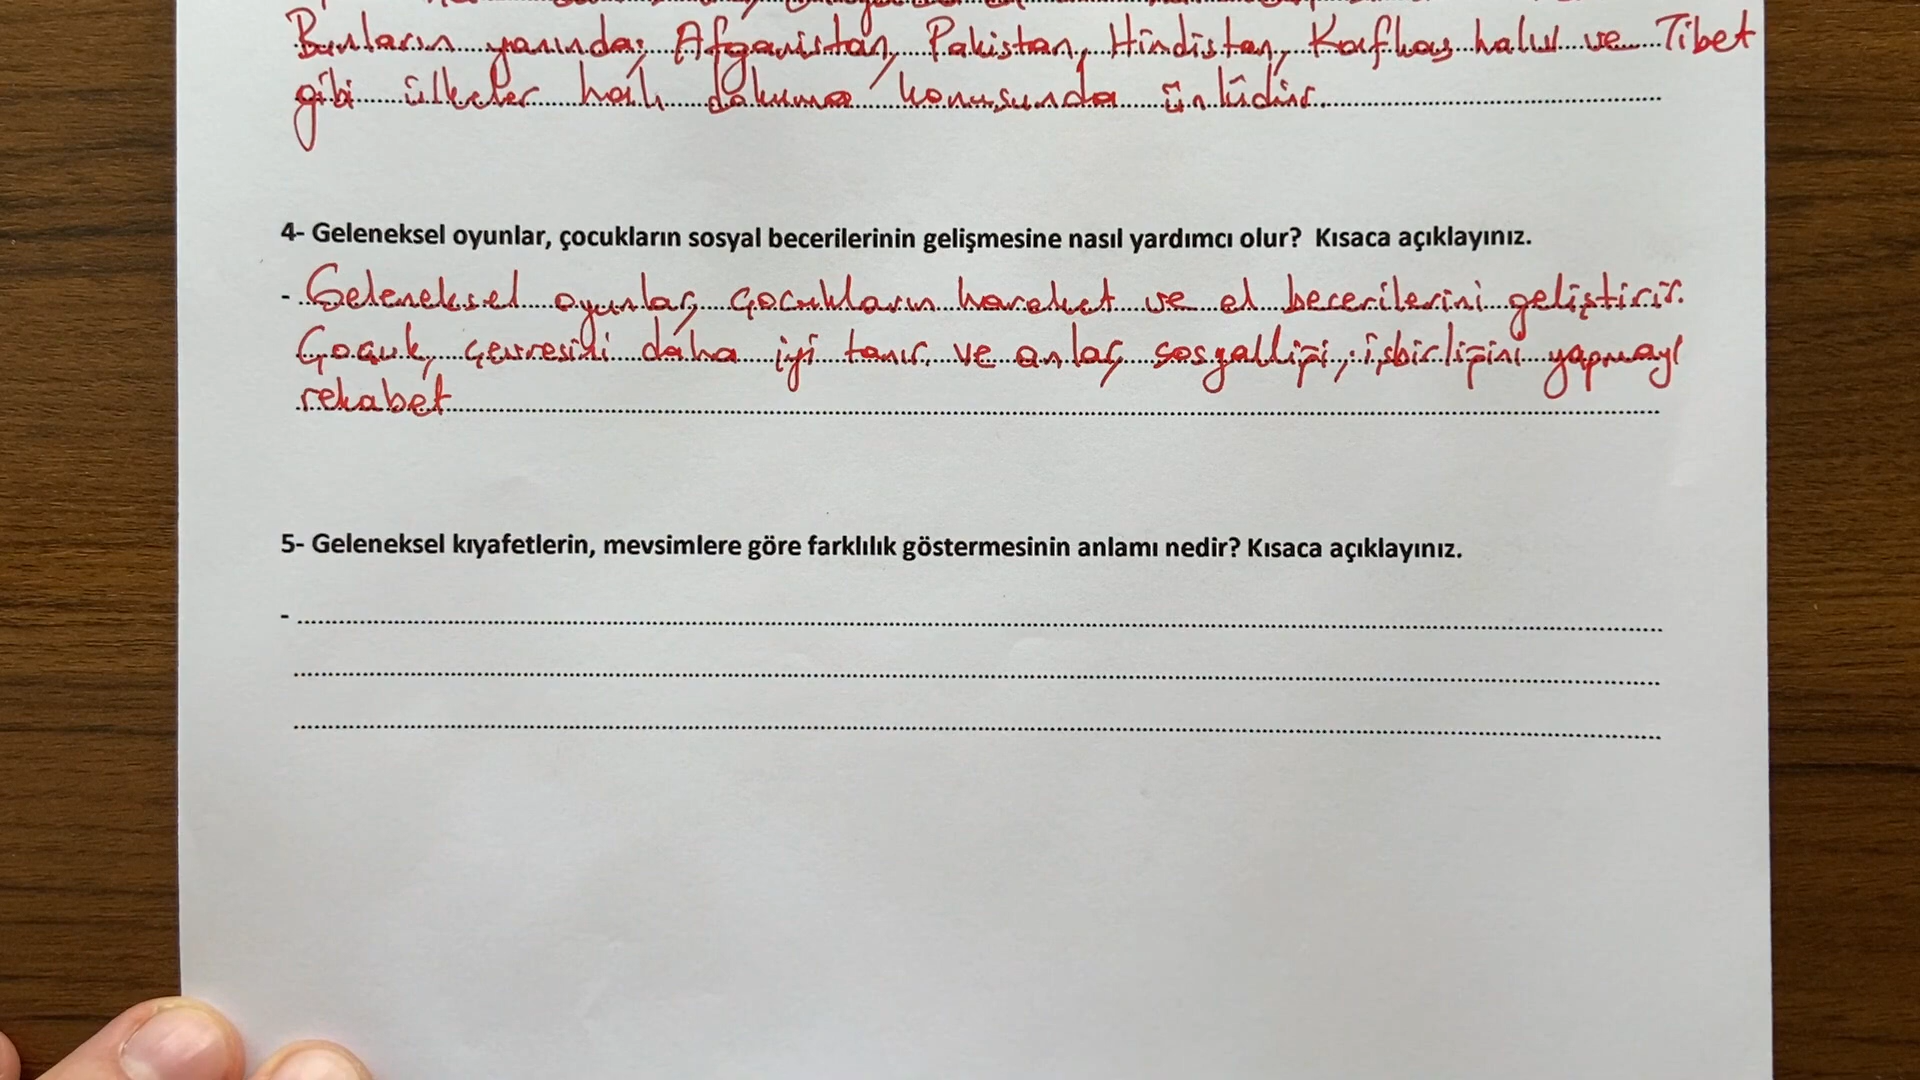 Bunların yanında; Afganistan, Pakistan, Hindistan, Kafkas halısı ve Tibet
gibi ülkeler halı dokuma konusunda ünlüdür.
4- Geleneksel oyunlar, çocukların sosyal becerilerinin gelişmesine nasıl yardımcı olur? Kısaca açıklayınız.
- Geleneksel oyunlar, çocukların hareket ve el becerilerini geliştirir.
Çocuk, çevresini daha iyi tanır ve anlar, sosyalliği, işbirliğini yapmayı
rekabet
5- Geleneksel kıyafetlerin, mevsimlere göre farklılık göstermesinin anlamı nedir? Kısaca açıklayınız.
-